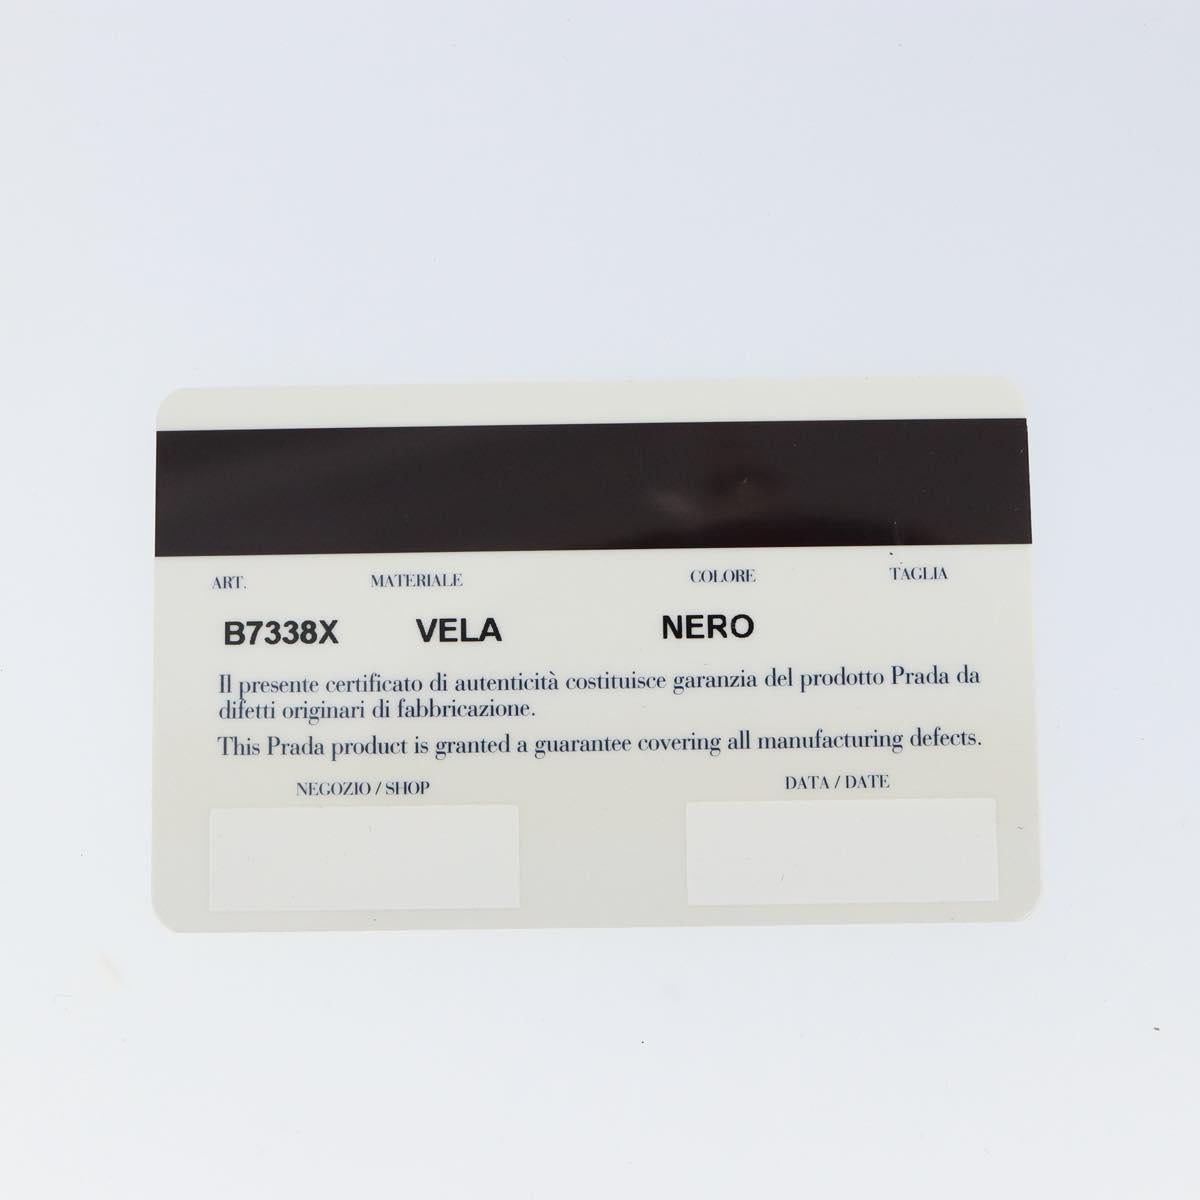 ART. MATERIALE COLORE TAGLIA
B7338X VELA NERO
Il presente certificato di autenticità costituisce garanzia del prodotto Prada da
difetti originari di fabbricazione.
This Prada product is granted a guarantee covering all manufacturing defects.
NEGOZIO / SHOP DATA / DATE